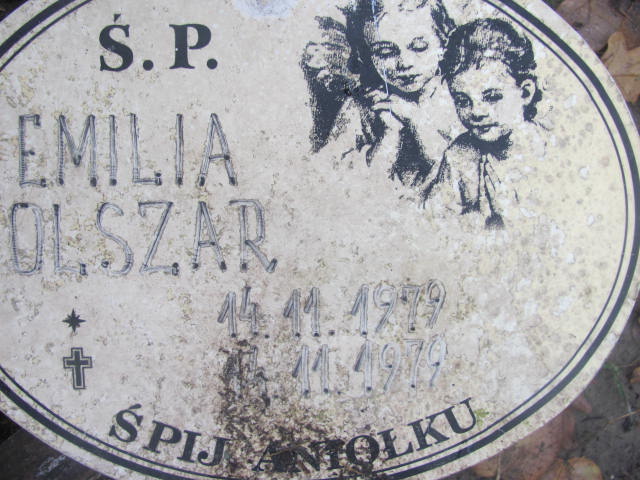 Ś.P.
EMILIA
OLSZAR
14.11.1979
11.1979
ŚPIJ ANIOŁKU